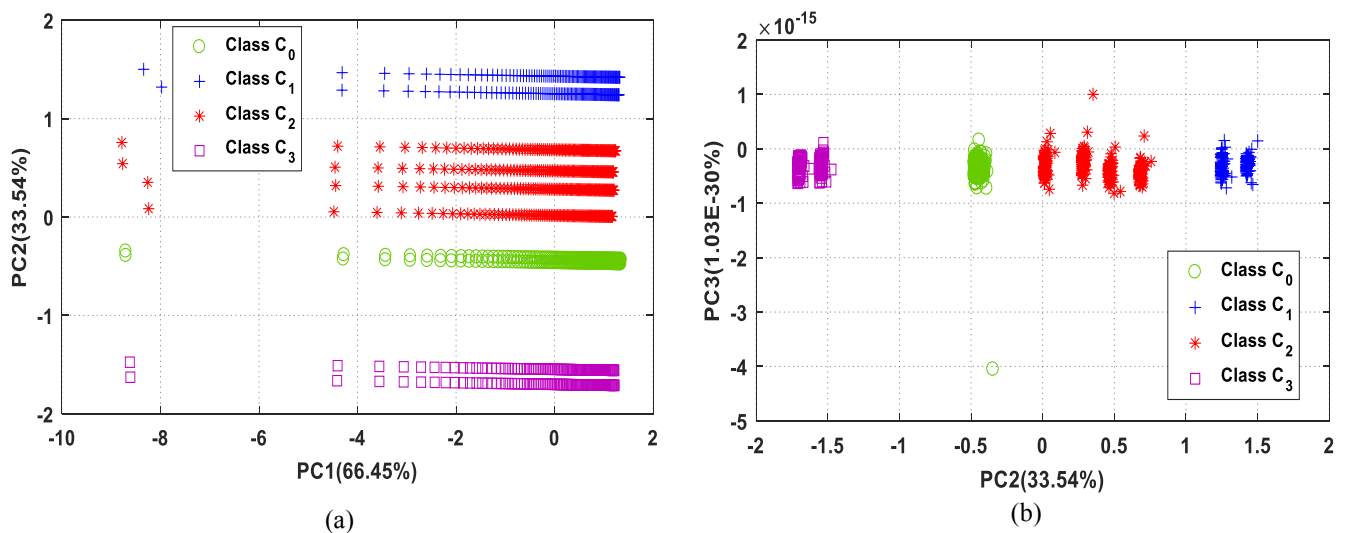 2
1
0
-1
-2
PC2(33.54%)
Class C0
Class C1
Class C2
Class C3
-10
-8
-6
-4
-2
0
2
PC1(66.45%)
(a)
×10-15
2
1
0
-1
-2
-3
-4
-5
PC3(1.03E-30%)
Class C0
Class C1
Class C2
Class C3
-2
-1.5
-1
-0.5
0
0.5
1
1.5
2
PC2(33.54%)
(b)